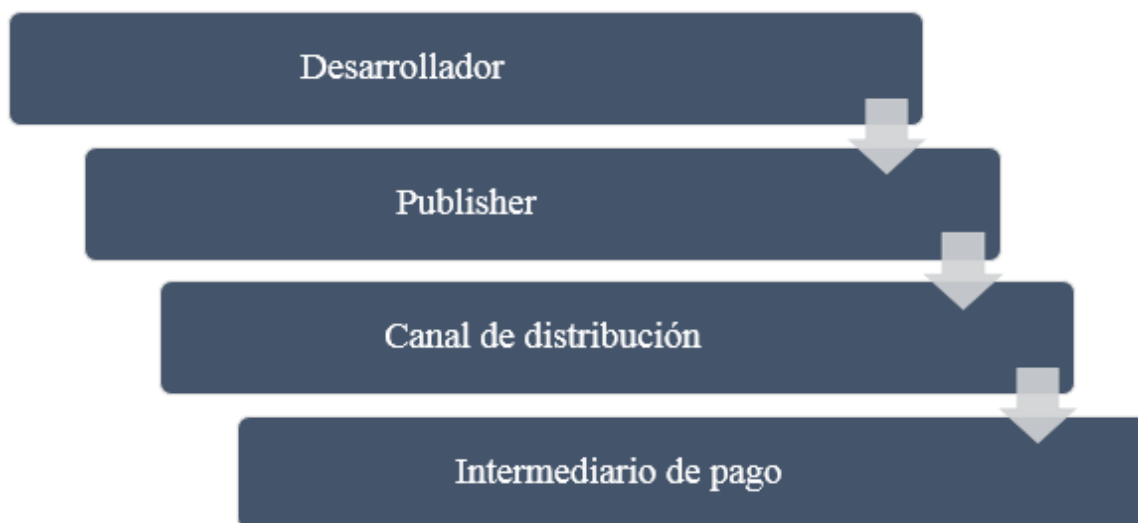 Desarrollador
Publisher
Canal de distribución
Intermediario de pago